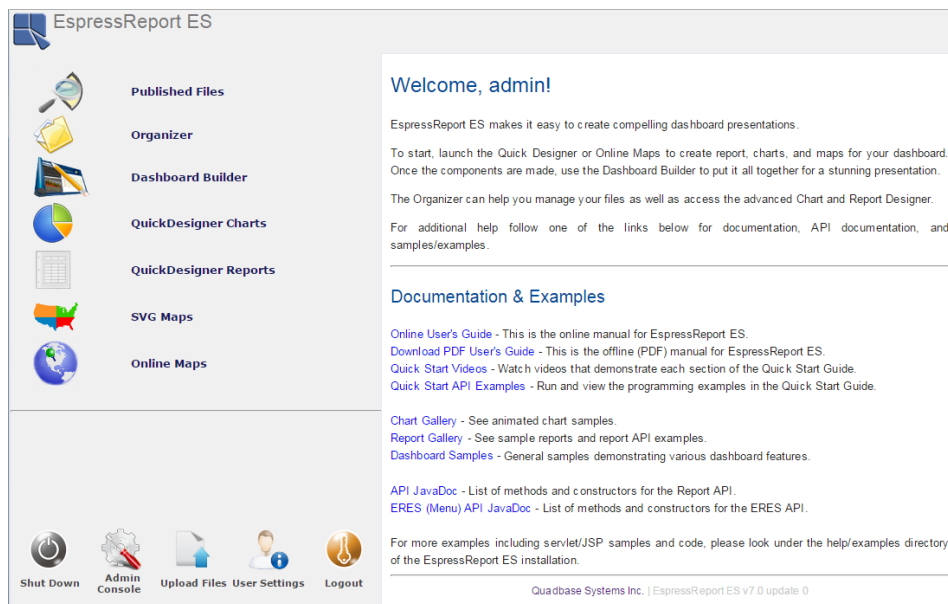 EspressReport ES
Published Files
Organizer
Dashboard Builder
QuickDesigner Charts
QuickDesigner Reports
SVG Maps
Online Maps
Shut Down
Admin
Console
Upload Files
User Settings
Logout
Welcome, admin!
EspressReport ES makes it easy to create compelling dashboard presentations.
To start, launch the Quick Designer or Online Maps to create report, charts, and maps for your dashboard.
Once the components are made, use the Dashboard Builder to put it all together for a stunning presentation.
The Organizer can help you manage your files as well as access the advanced Chart and Report Designer.
For additional help follow one of the links below for documentation, API documentation, and
samples/examples.
Documentation & Examples
Online User's Guide - This is the online manual for EspressReport ES.
Download PDF User's Guide - This is the offline (PDF) manual for EspressReport ES.
Quick Start Videos - Watch videos that demonstrate each section of the Quick Start Guide.
Quick Start API Examples - Run and view the programming examples in the Quick Start Guide.
Chart Gallery - See animated chart samples.
Report Gallery - See sample reports and report API examples.
Dashboard Samples - General samples demonstrating various dashboard features.
API JavaDoc - List of methods and constructors for the Report API.
ERES (Menu) API JavaDoc - List of methods and constructors for the ERES API.
For more examples including servlet/JSP samples and code, please look under the help/examples directory
of the EspressReport ES installation.
Quadbase Systems Inc. | EspressReport ES v7.0 update 0